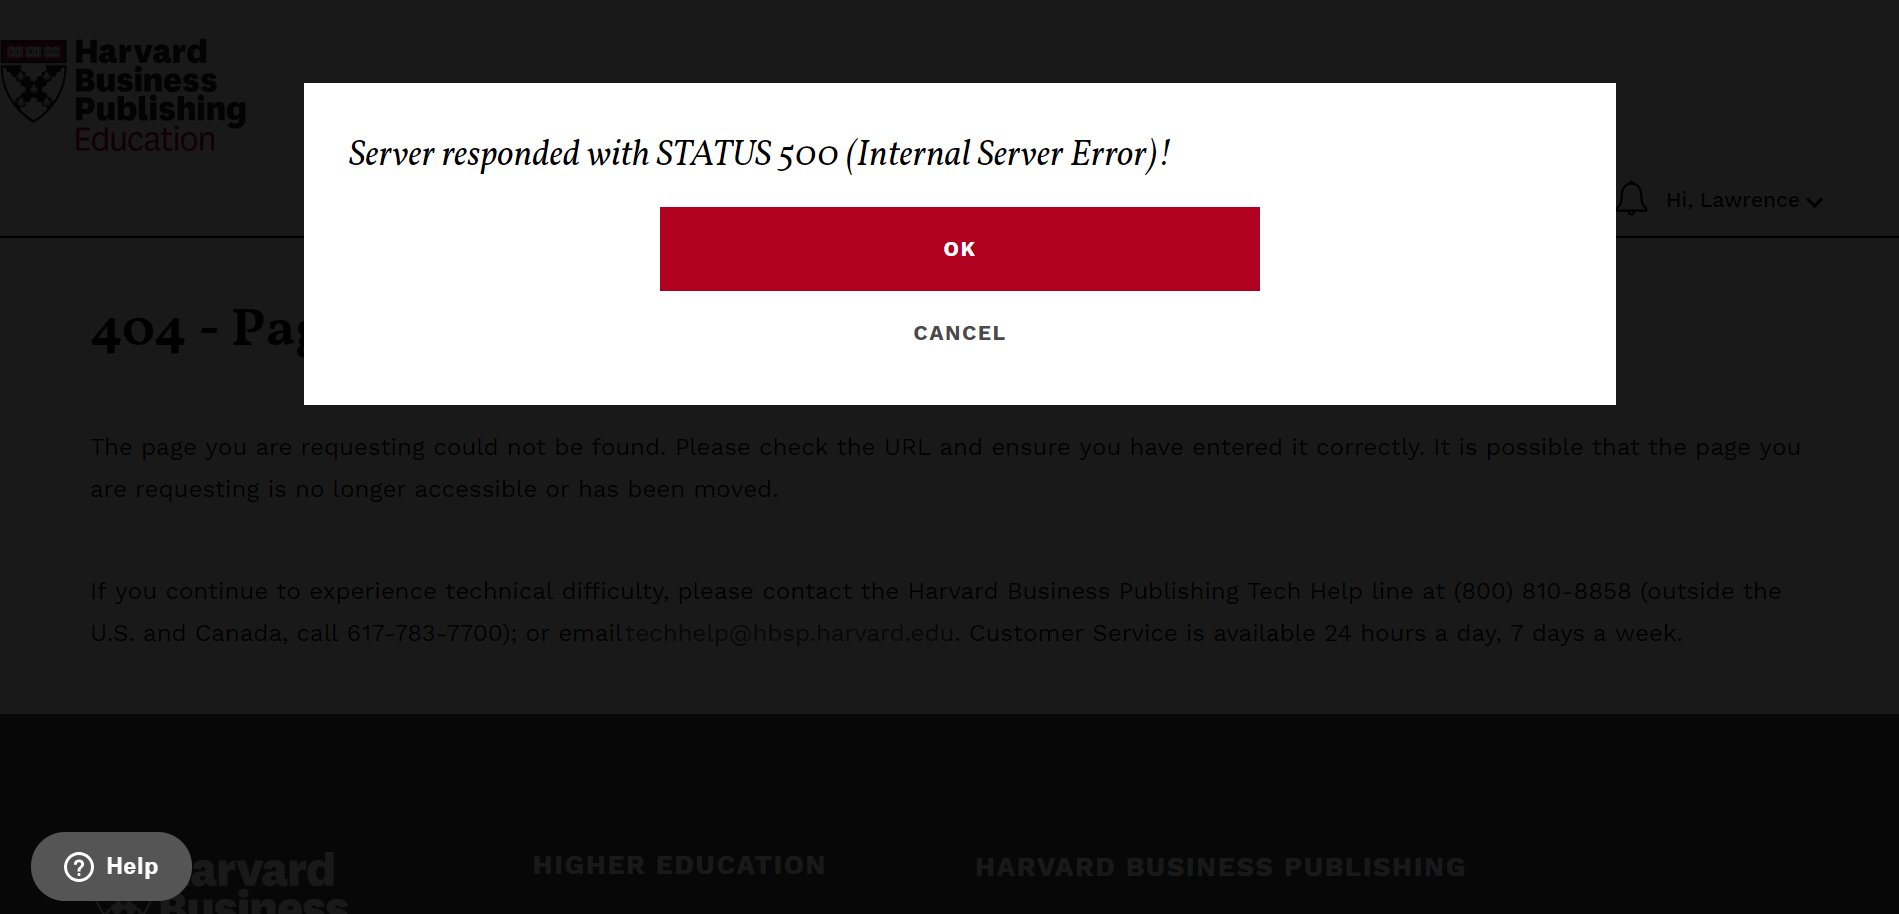 Harvard
Business
Publishing
Education
Server responded with STATUS 500 (Internal Server Error)!
OK
CANCEL
Hi, Lawrence
404 - Pag
The page you are requesting could not be found. Please check the URL and ensure you have entered it correctly. It is possible that the page you
are requesting is no longer accessible or has been moved.
If you continue to experience technical difficulty, please contact the Harvard Business Publishing Tech Help line at (800) 810-8858 (outside the
U.S. and Canada, call 617-783-7700); or email techhelp@hbsp.harvard.edu. Customer Service is available 24 hours a day, 7 days a week.
Help
Harvard
Business
HIGHER EDUCATION
HARVARD BUSINESS PUBLISHING